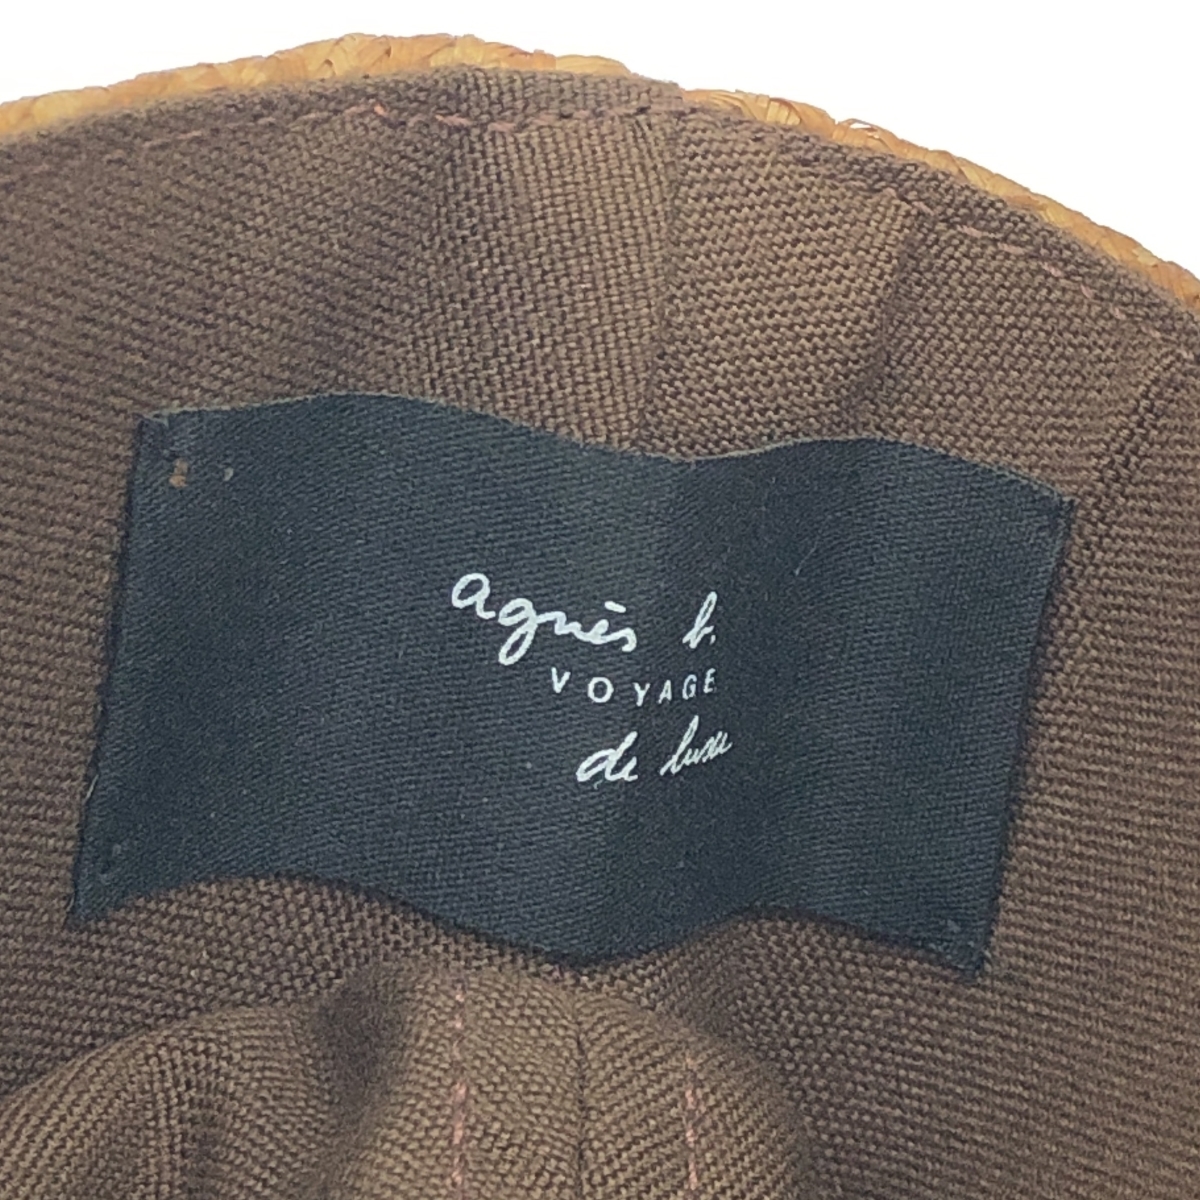 agnès b.
VOYAGE
de luxe